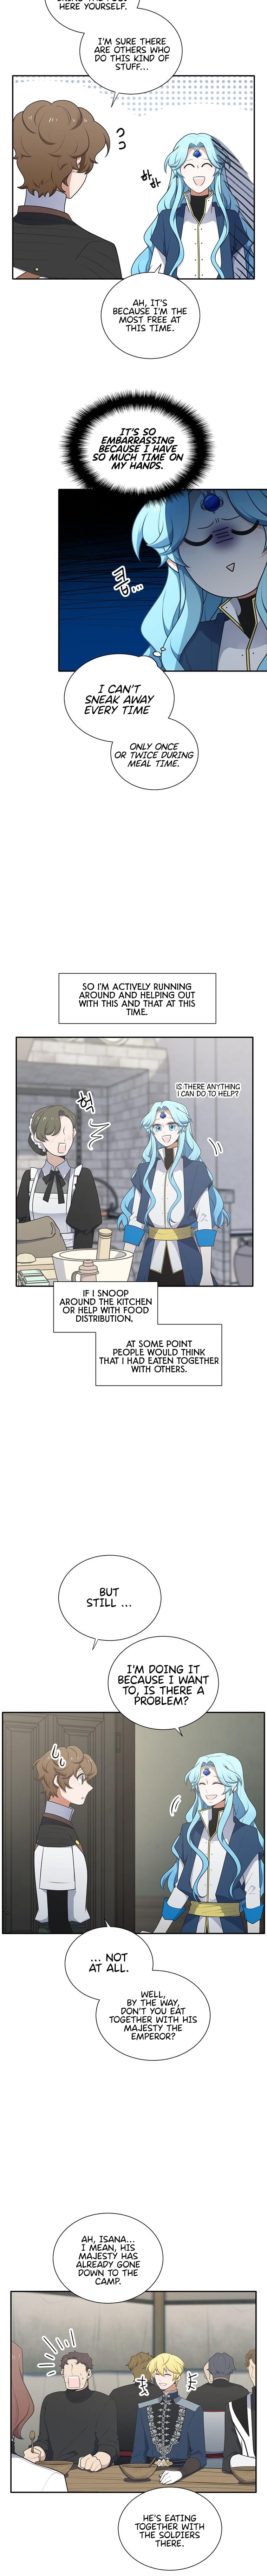 HERE YOURSELF.
I'M SURE THERE
ARE OTHERS WHO
DO THIS KIND OF
STUFF...
하하
AH, IT'S
BECAUSE I'M THE
MOST FREE AT
THIS TIME.
IT'S SO
EMBARRASSING
BECAUSE I HAVE
SO MUCH TIME ON
MY HANDS.
큼...
I CAN'T
SNEAK AWAY
EVERY TIME
ONLY ONCE
OR TWICE DURING
MEAL TIME.
SO I'M ACTIVELY RUNNING
AROUND AND HELPING OUT
WITH THIS AND THAT AT THIS
TIME.
IS THERE ANYTHING
I CAN DO TO HELP?
헉
IF I SNOOP
AROUND THE KITCHEN
OR HELP WITH FOOD
DISTRIBUTION,
AT SOME POINT
PEOPLE WOULD THINK
THAT I HAD EATEN TOGETHER
WITH OTHERS.
BUT
STILL ...
I'M DOING IT
BECAUSE I WANT
TO, IS THERE A
PROBLEM?
... NOT
AT ALL.
WELL,
BY THE WAY,
DON'T YOU EAT
TOGETHER WITH HIS
MAJESTY THE
EMPEROR?
AH, ISANA...
I MEAN, HIS
MAJESTY HAS
ALREADY GONE
DOWN TO THE
CAMP.
HE'S EATING
TOGETHER WITH
THE SOLDIERS
THERE.